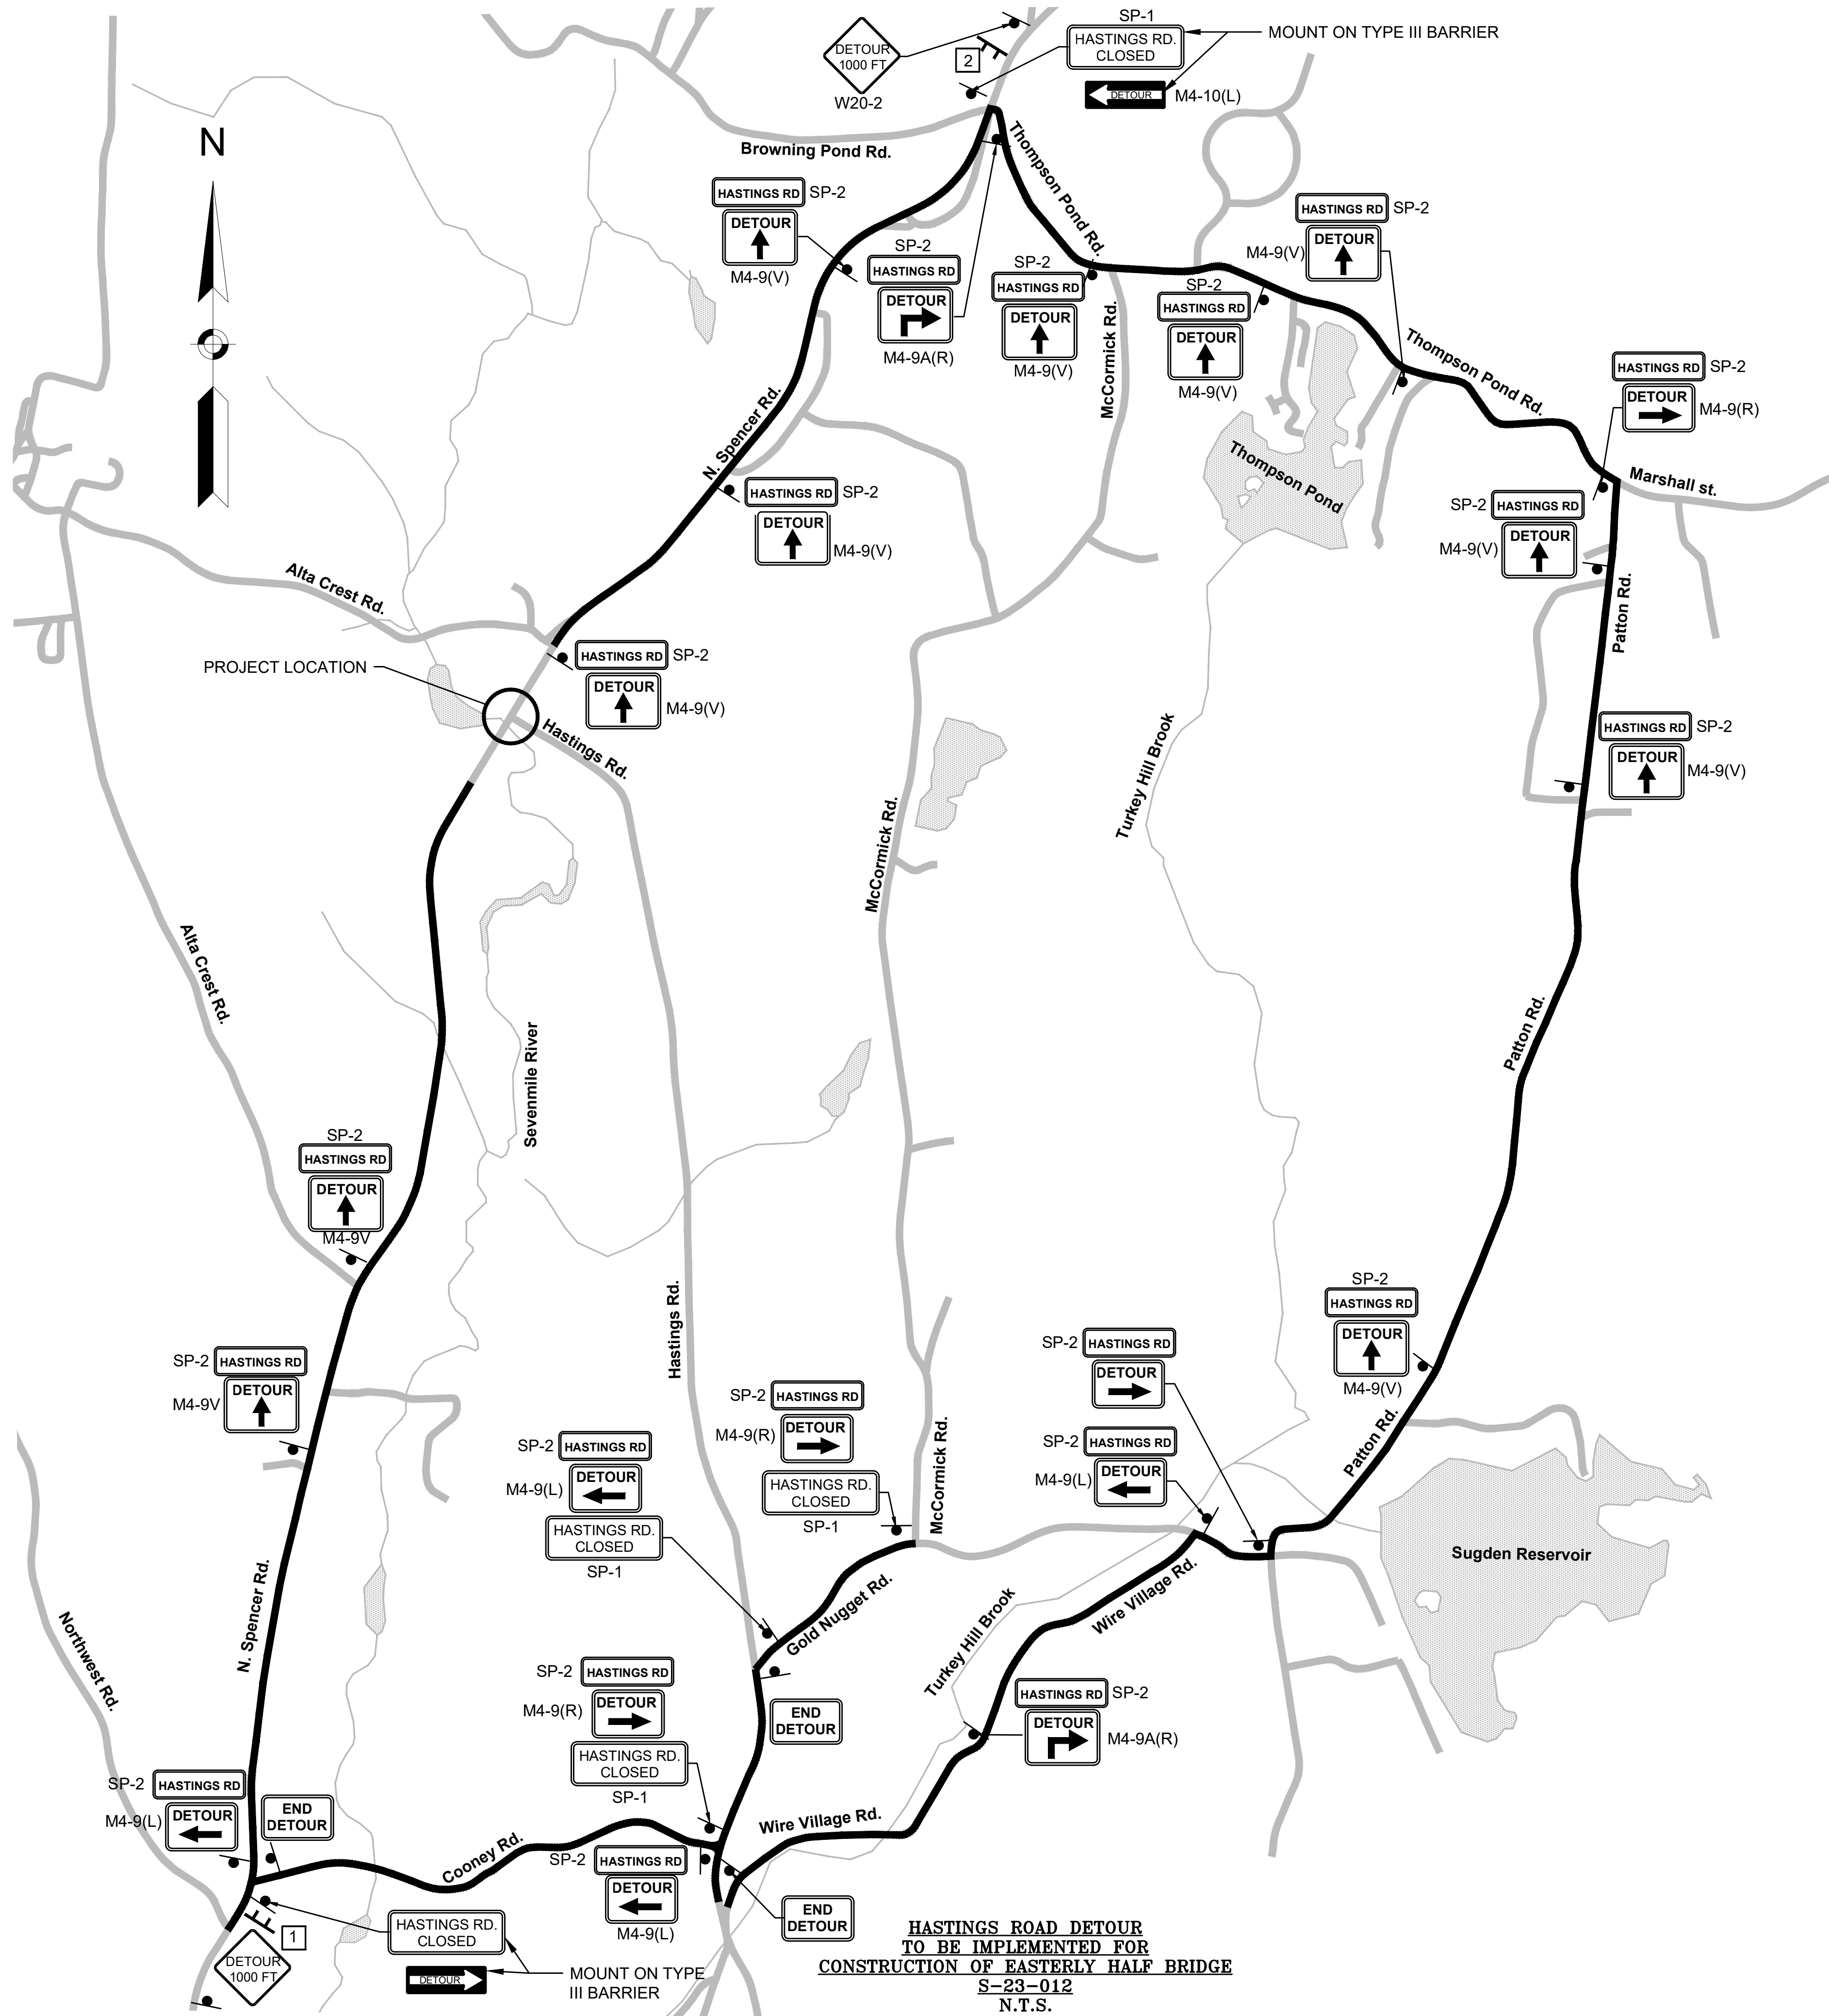 SP-1
HASTINGS RD.
CLOSED
MOUNT ON TYPE III BARRIER
DETOUR
1000 FT
W20-2
2
DETOUR
M4-10(L)
N
Browning Pond Rd.
Thompson Pond Rd.
HASTINGS RD
SP-2
DETOUR
M4-9(V)
SP-2
HASTINGS RD
DETOUR
M4-9A(R)
SP-2
HASTINGS RD
DETOUR
M4-9(V)
HASTINGS RD
SP-2
DETOUR
M4-9(V)
SP-2
HASTINGS RD
DETOUR
M4-9(V)
McCormick Rd.
Thompson Pond Rd.
HASTINGS RD
SP-2
DETOUR
M4-9(R)
N. Spencer Rd.
Thompson Pond
Marshall st.
HASTINGS RD
SP-2
DETOUR
M4-9(V)
SP-2
HASTINGS RD
DETOUR
M4-9(V)
Alta Crest Rd.
Patton Rd.
PROJECT LOCATION
HASTINGS RD
SP-2
DETOUR
M4-9(V)
Hastings Rd.
HASTINGS RD
SP-2
DETOUR
M4-9(V)
Turkey Hill Brook
McCormick Rd.
Alta Crest Rd.
Sevenmile River
Patton Rd.
SP-2
HASTINGS RD
DETOUR
M4-9V
Hastings Rd.
SP-2
HASTINGS RD
DETOUR
M4-9(V)
SP-2
HASTINGS RD
DETOUR
M4-9V
SP-2
HASTINGS RD
DETOUR
SP-2
HASTINGS RD
DETOUR
M4-9(R)
HASTINGS RD.
CLOSED
SP-1
McCormick Rd.
SP-2
HASTINGS RD
DETOUR
M4-9(L)
Patton Rd.
SP-2
HASTINGS RD
DETOUR
M4-9(L)
HASTINGS RD.
CLOSED
SP-1
Sugden Reservoir
N. Spencer Rd.
Northwest Rd.
Gold Nugget Rd.
Wire Village Rd.
Turkey Hill Brook
SP-2
HASTINGS RD
DETOUR
M4-9(R)
HASTINGS RD.
CLOSED
SP-1
END
DETOUR
HASTINGS RD
SP-2
DETOUR
M4-9A(R)
SP-2
HASTINGS RD
DETOUR
M4-9(L)
END
DETOUR
Cooney Rd.
Wire Village Rd.
SP-2
HASTINGS RD
DETOUR
M4-9(L)
END
DETOUR
1
DETOUR
1000 FT
HASTINGS RD.
CLOSED
DETOUR
MOUNT ON TYPE
III BARRIER
HASTINGS ROAD DETOUR
TO BE IMPLEMENTED FOR
CONSTRUCTION OF EASTERLY HALF BRIDGE
S-23-012
N.T.S.